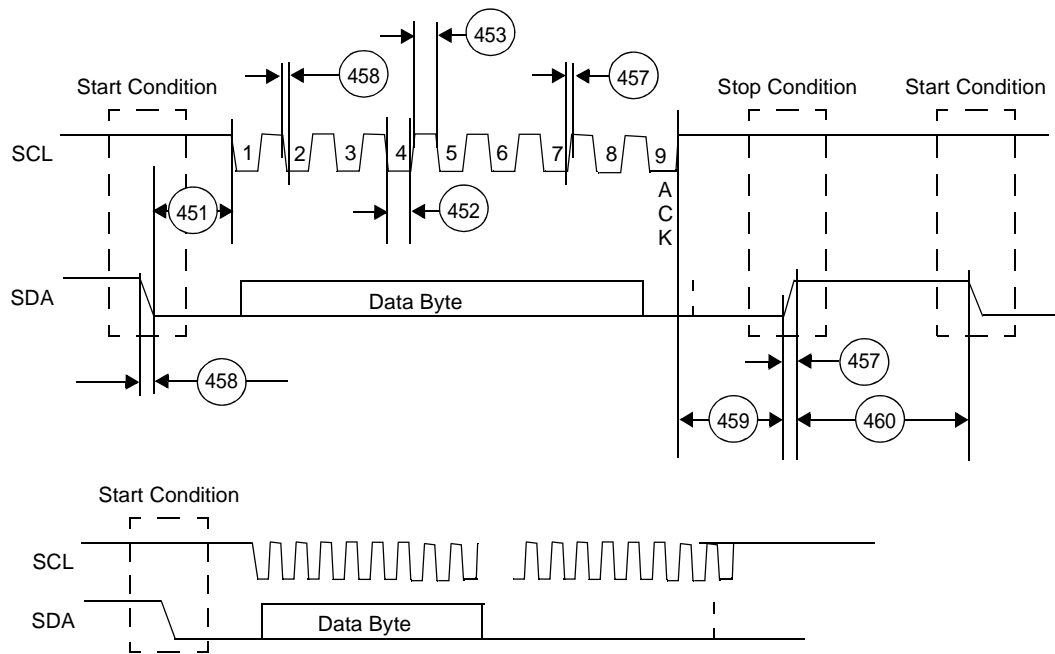 453
458
457
Start Condition
Stop Condition
Start Condition
SCL
1 2 3 4 5 6 7 8 9
A
C
K
451
452
SDA
Data Byte
458
457
459
460
Start Condition
SCL
SDA
Data Byte